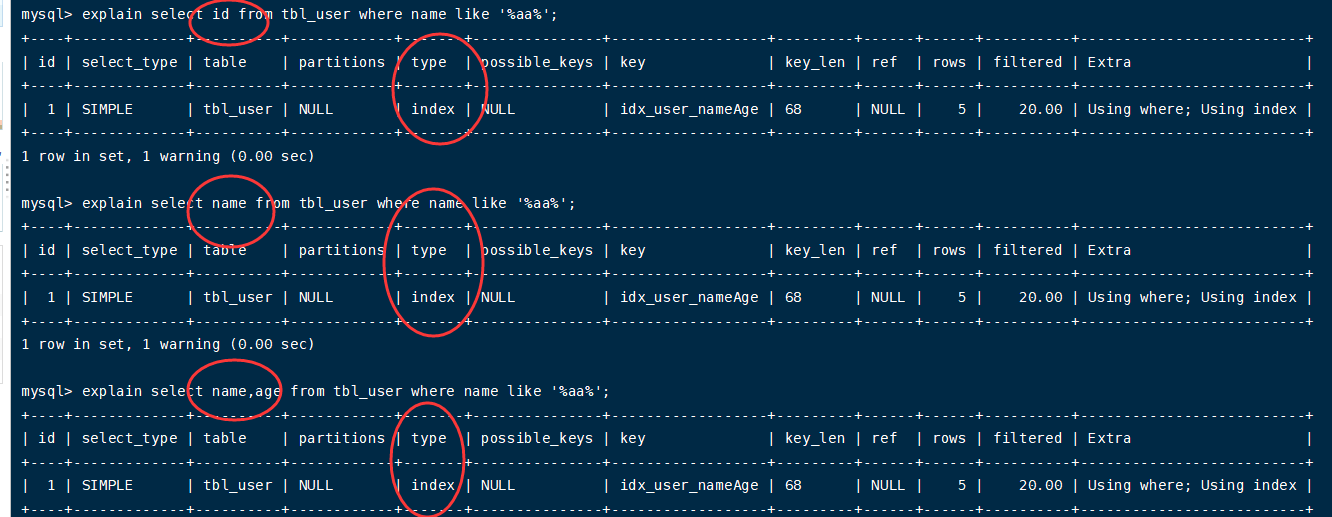 mysql> explain select id from tbl_user where name like '%aa%';
+----+-------------+----------+------------+-------+---------------+------------------+---------+------+------+----------+--------------------------+
| id | select_type | table    | partitions | type  | possible_keys | key              | key_len | ref  | rows | filtered | Extra                    |
+----+-------------+----------+------------+-------+---------------+------------------+---------+------+------+----------+--------------------------+
|  1 | SIMPLE      | tbl_user | NULL       | index | NULL          | idx_user_nameAge | 68      | NULL |    5 |    20.00 | Using where; Using index |
+----+-------------+----------+------------+-------+---------------+------------------+---------+------+------+----------+--------------------------+
1 row in set, 1 warning (0.00 sec)
mysql> explain select name from tbl_user where name like '%aa%';
+----+-------------+----------+------------+-------+---------------+------------------+---------+------+------+----------+--------------------------+
| id | select_type | table    | partitions | type  | possible_keys | key              | key_len | ref  | rows | filtered | Extra                    |
+----+-------------+----------+------------+-------+---------------+------------------+---------+------+------+----------+--------------------------+
|  1 | SIMPLE      | tbl_user | NULL       | index | NULL          | idx_user_nameAge | 68      | NULL |    5 |    20.00 | Using where; Using index |
+----+-------------+----------+------------+-------+---------------+------------------+---------+------+------+----------+--------------------------+
1 row in set, 1 warning (0.00 sec)
mysql> explain select name,age from tbl_user where name like '%aa%';
+----+-------------+----------+------------+-------+---------------+------------------+---------+------+------+----------+--------------------------+
| id | select_type | table    | partitions | type  | possible_keys | key              | key_len | ref  | rows | filtered | Extra                    |
+----+-------------+----------+------------+-------+---------------+------------------+---------+------+------+----------+--------------------------+
|  1 | SIMPLE      | tbl_user | NULL       | index | NULL          | idx_user_nameAge | 68      | NULL |    5 |    20.00 | Using where; Using index |
+----+-------------+----------+------------+-------+---------------+------------------+---------+------+------+----------+--------------------------+